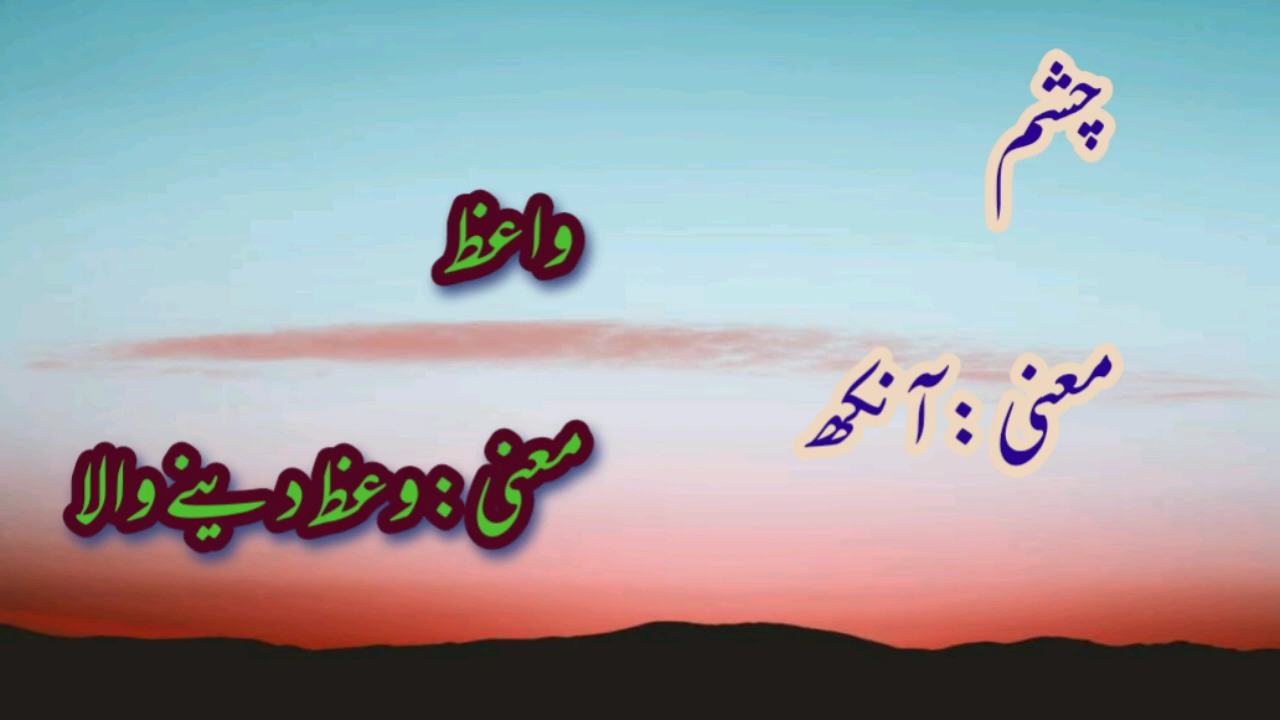 چشم
معنی : آنکھ
واعظ
معنی : وعظ دینے والا